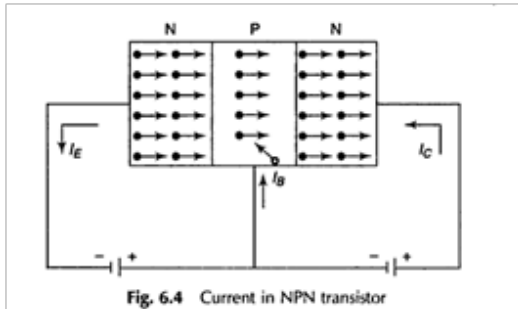 N P N
I_E I_C
I_B
− + − +
Fig. 6.4 Current in NPN transistor